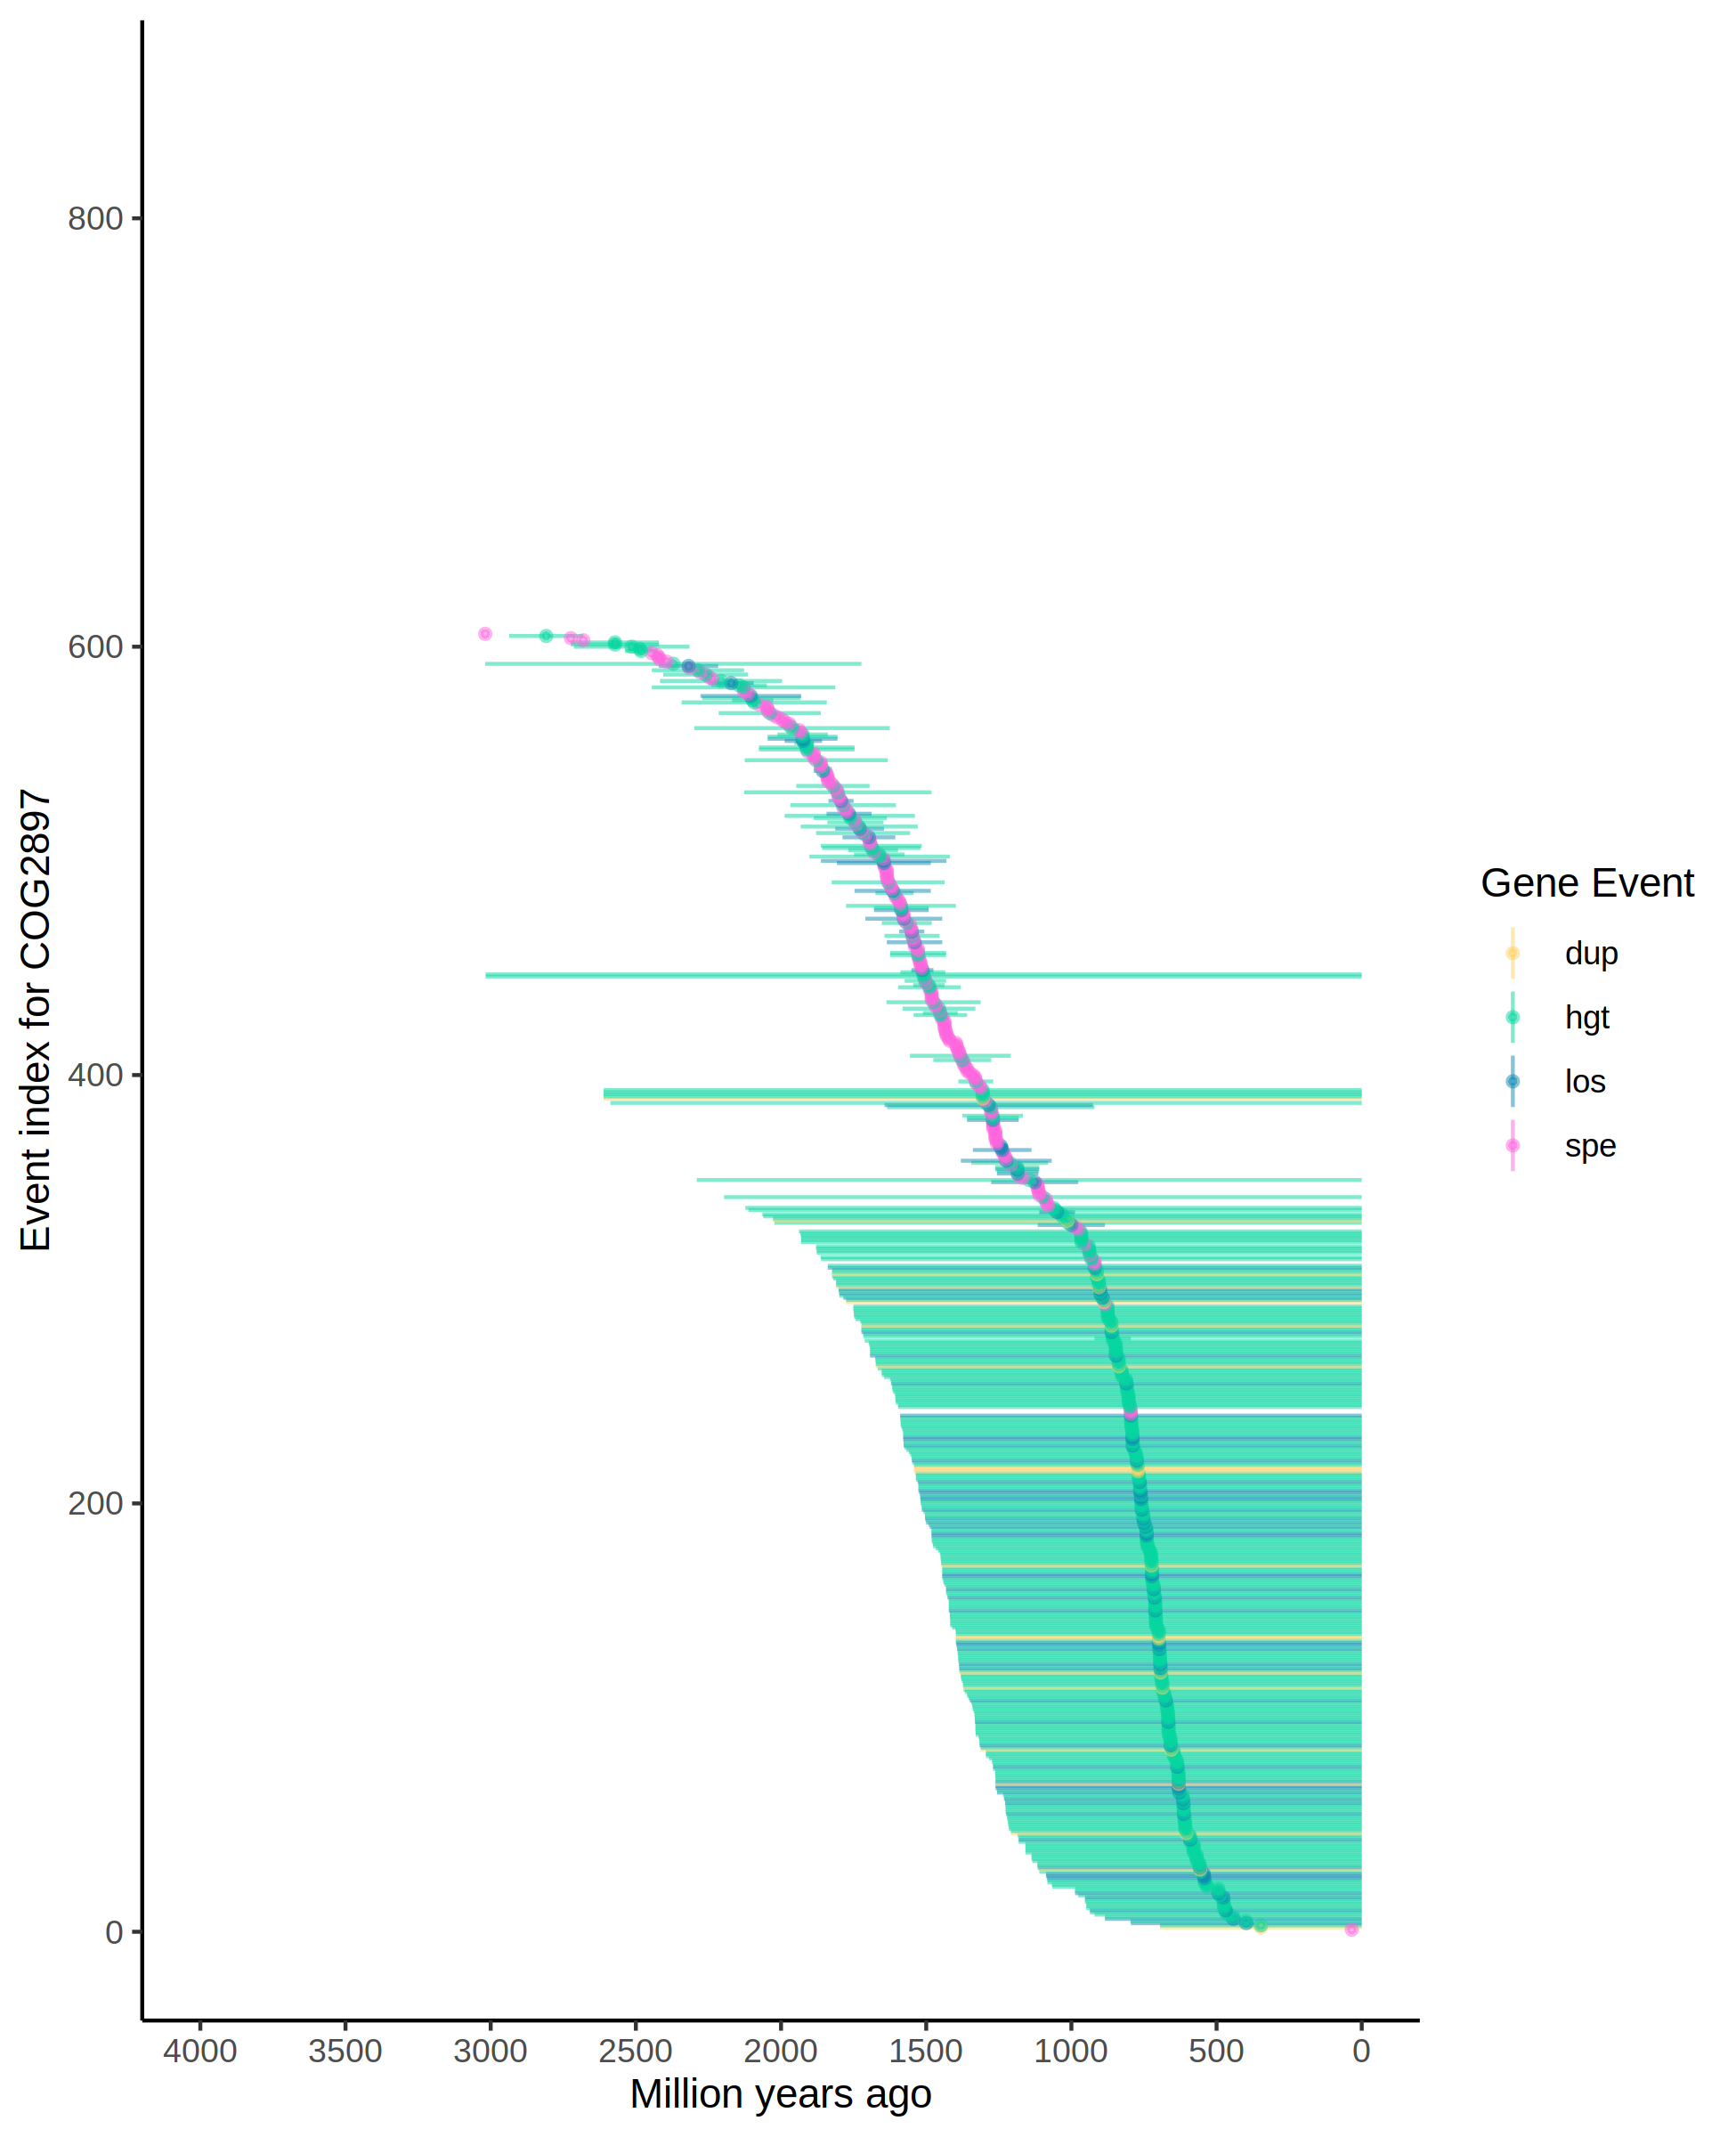 Event index for COG2897
800
600
400
200
0
4000 3500 3000 2500 2000 1500 1000 500 0
Million years ago
Gene Event
dup
hgt
los
spe